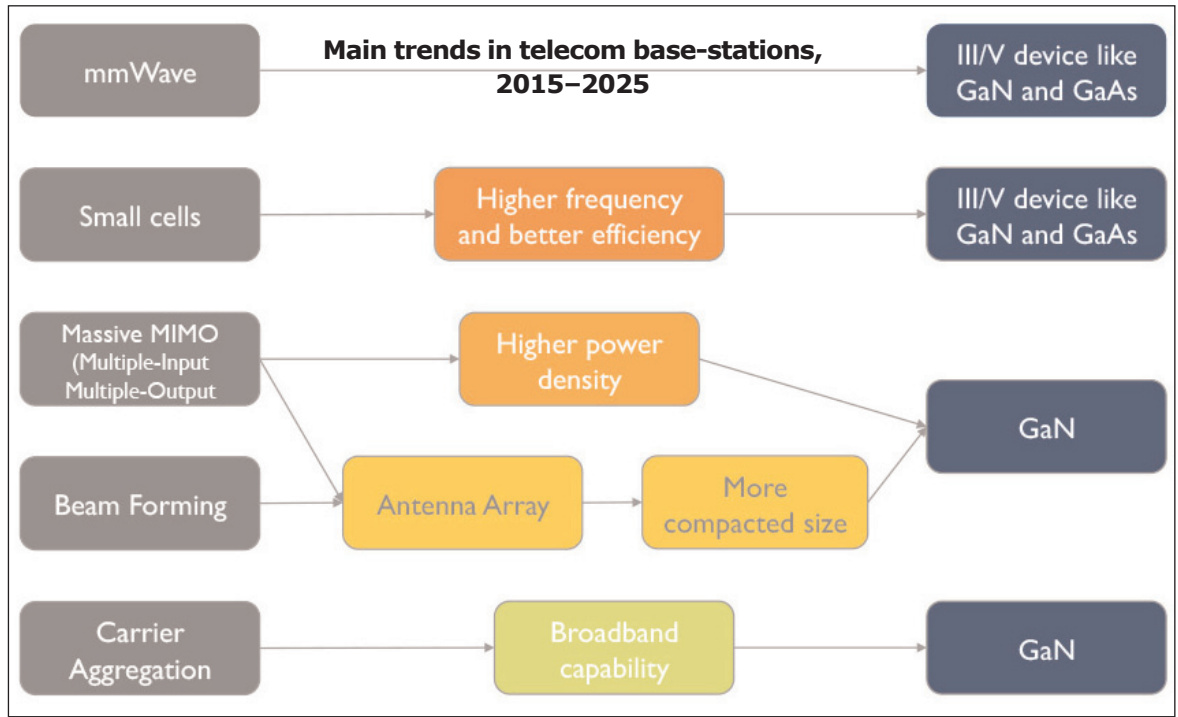 Main trends in telecom base-stations,
2015–2025
mmWave
III/V device like
GaN and GaAs
Small cells
Higher frequency
and better efficiency
III/V device like
GaN and GaAs
Massive MIMO
(Multiple-Input
Multiple-Output
Higher power
density
GaN
Beam Forming
Antenna Array
More
compacted size
Carrier
Aggregation
Broadband
capability
GaN